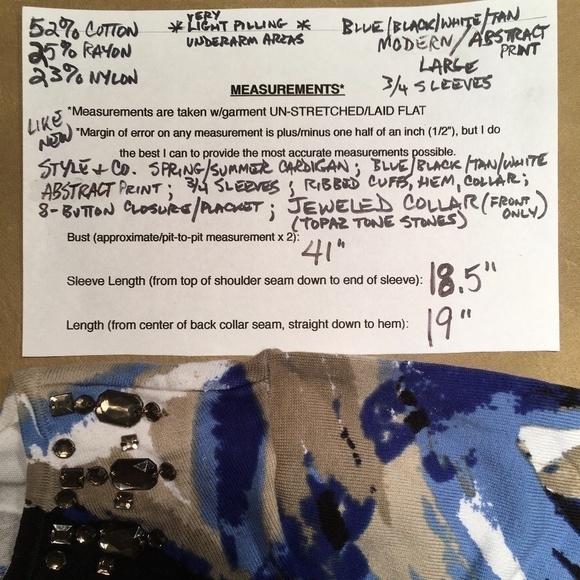 52% COTTON
25% RAYON
23% NYLON
* VERY LIGHT PILLING *
UNDERARM AREAS
BLUE/BLACK/WHITE/TAN
MODERN/ABSTRACT
PRINT
LARGE
3/4 SLEEVES
MEASUREMENTS*
LIKE NEW
*Measurements are taken w/garment UN-STRETCHED/LAID FLAT
*Margin of error on any measurement is plus/minus one half of an inch (1/2"), but I do
the best I can to provide the most accurate measurements possible.
STYLE + CO. SPRING/SUMMER CARDIGAN; BLUE/BLACK/TAN/WHITE
ABSTRACT PRINT; 3/4 SLEEVES; RIBBED CUFFS, HEM, COLLAR;
8-BUTTON CLOSURE/PLACKET; JEWELED COLLAR (FRONT ONLY)
(TOPAZ TONE STONES)
Bust (approximate/pit-to-pit measurement x 2): 41"
Sleeve Length (from top of shoulder seam down to end of sleeve): 18.5"
Length (from center of back collar seam, straight down to hem): 19"